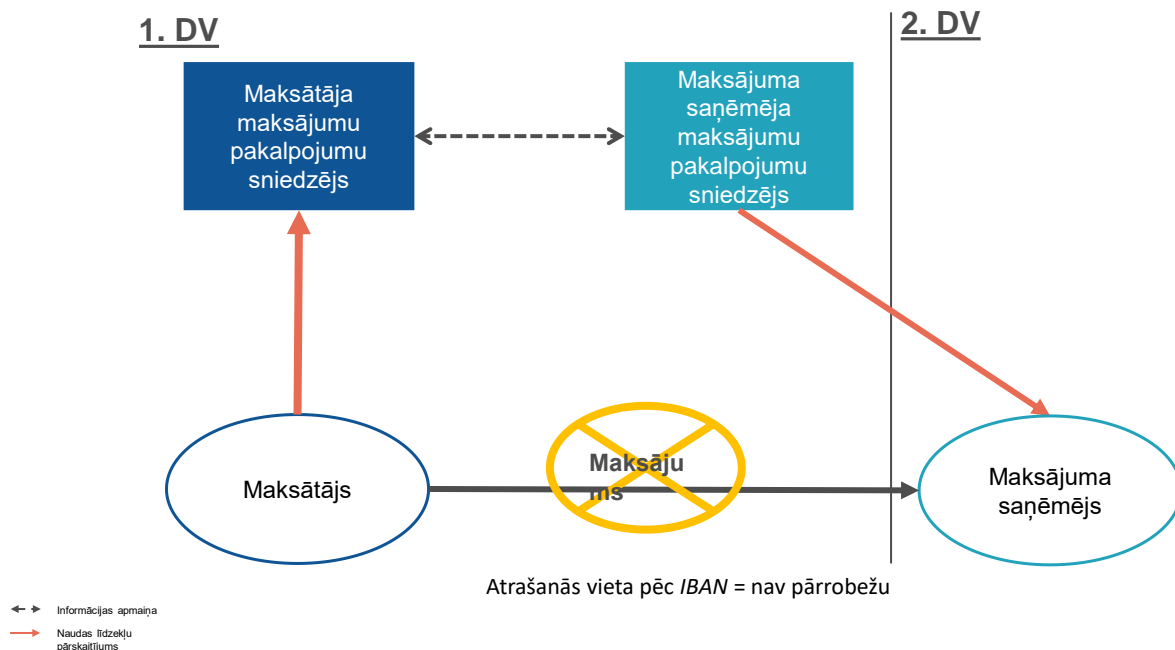 1. DV
2. DV
Maksātāja
maksājumu
pakalpojumu
sniedzējs
Maksājuma
saņēmēja
maksājumu
pakalpojumu
sniedzējs
Maksātājs
Maksāju
ms
Maksājuma
saņēmējs
Atrašanās vieta pēc IBAN = nav pārrobežu
Informācijas apmaiņa
Naudas līdzekļu
pārskaitījums